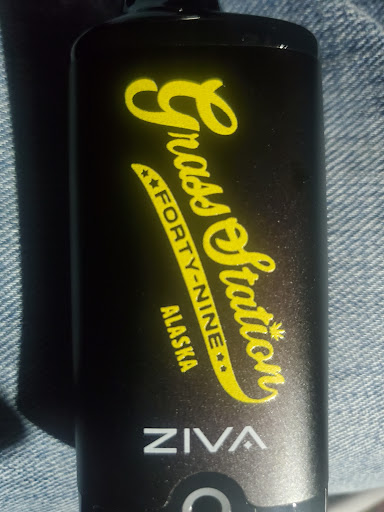 Grass Station
FORTY-NINE
ALASKA
ZIVA